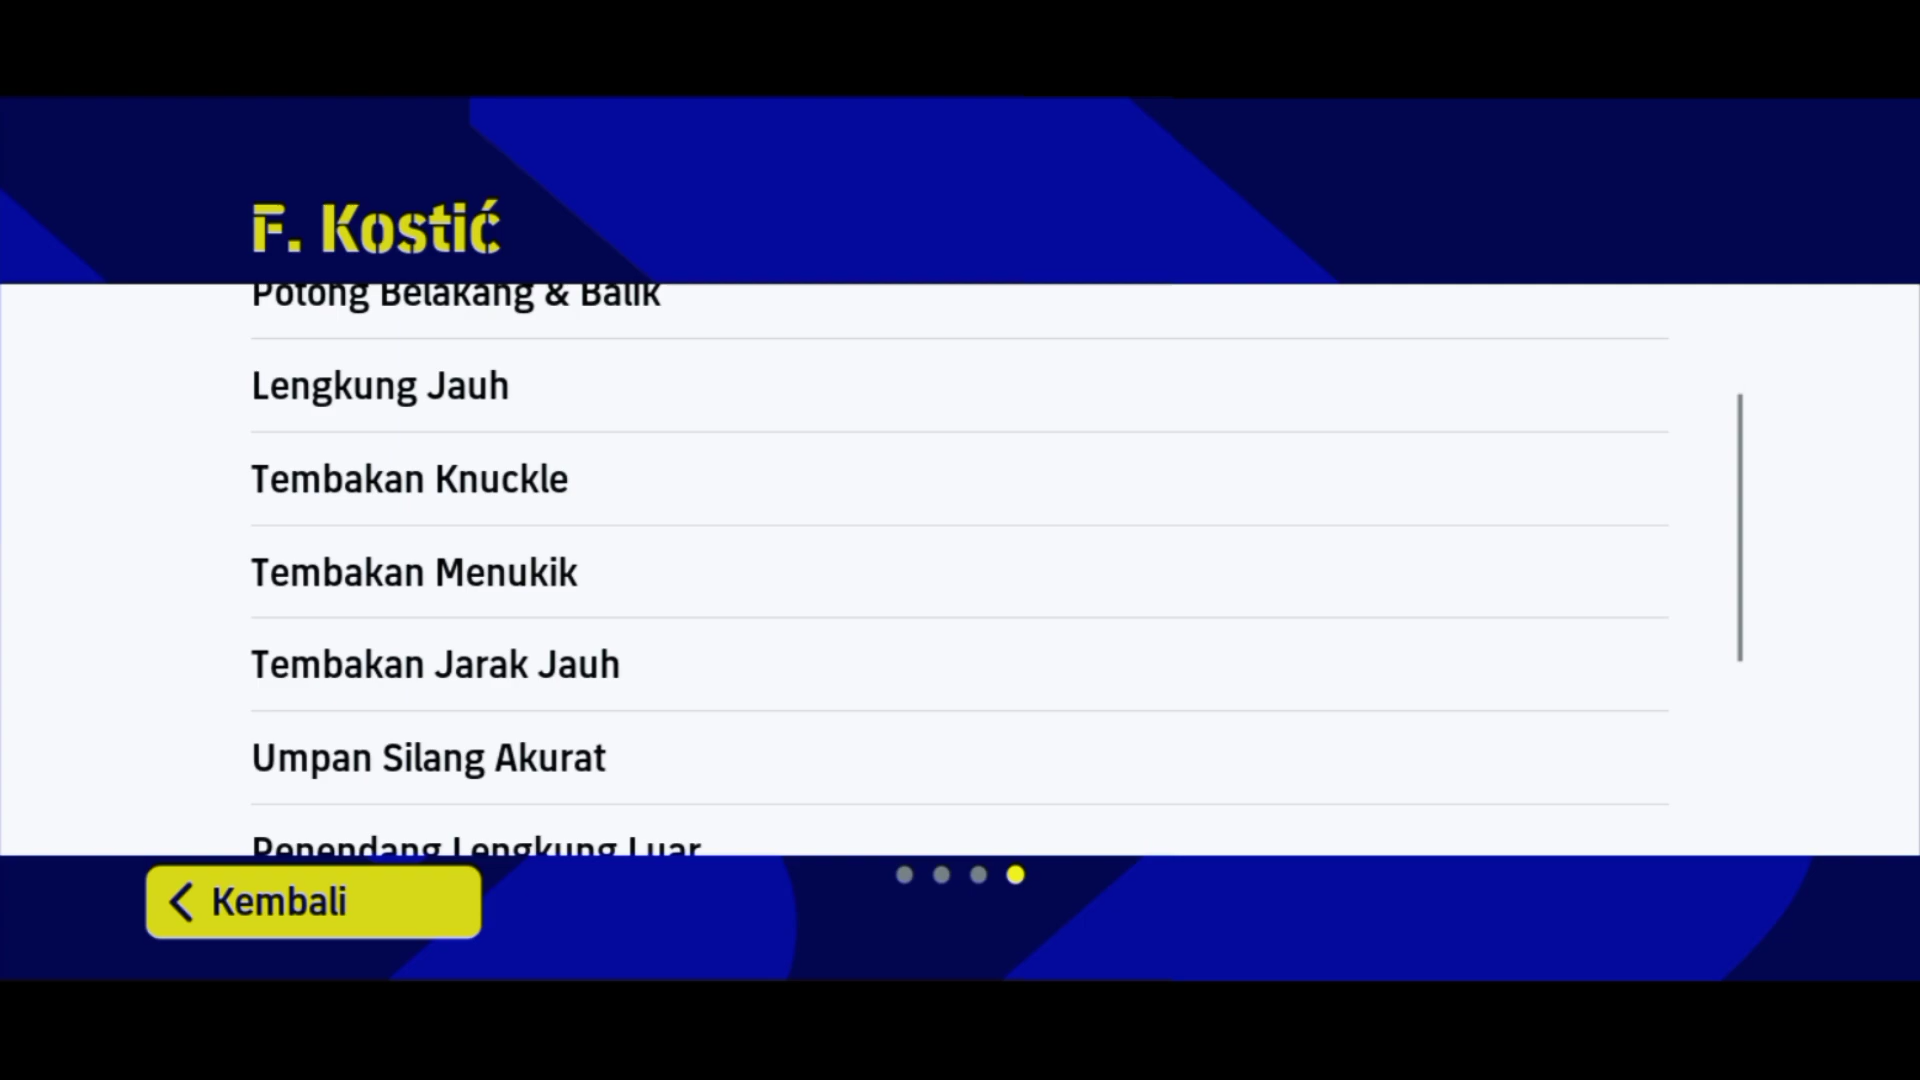 F. Kostić
Potong Belakang & Balik
Lengkung Jauh
Tembakan Knuckle
Tembakan Menukik
Tembakan Jarak Jauh
Umpan Silang Akurat
Penendang Lengkung Luar
Kembali